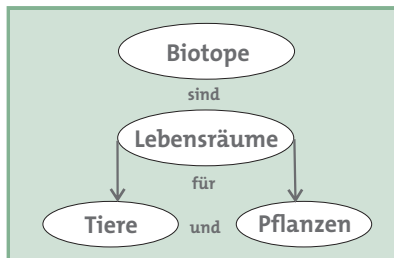 Biotope
sind
Lebensräume
für
Tiere und Pflanzen